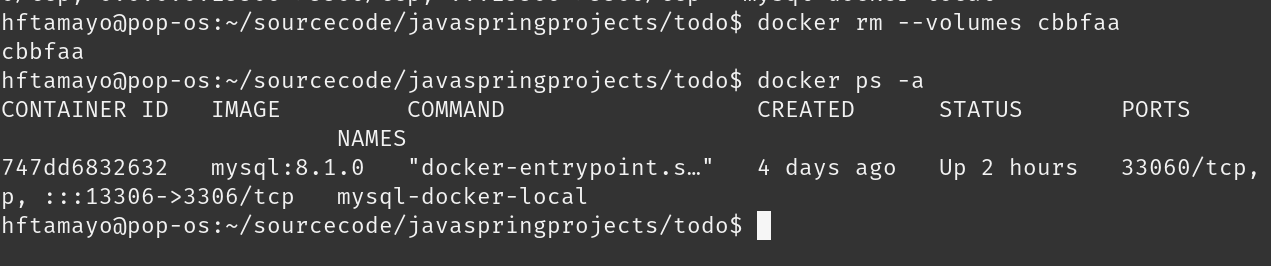 hftamayo@pop-os:~/sourcecode/javaspringprojects/todo$ docker rm --volumes cbbfaa
cbbfaa
hftamayo@pop-os:~/sourcecode/javaspringprojects/todo$ docker ps -a
CONTAINER ID   IMAGE         COMMAND                  CREATED      STATUS       PORTS
                        NAMES
747dd6832632   mysql:8.1.0   "docker-entrypoint.s…"   4 days ago   Up 2 hours   33060/tcp,
p, :::13306->3306/tcp   mysql-docker-local
hftamayo@pop-os:~/sourcecode/javaspringprojects/todo$